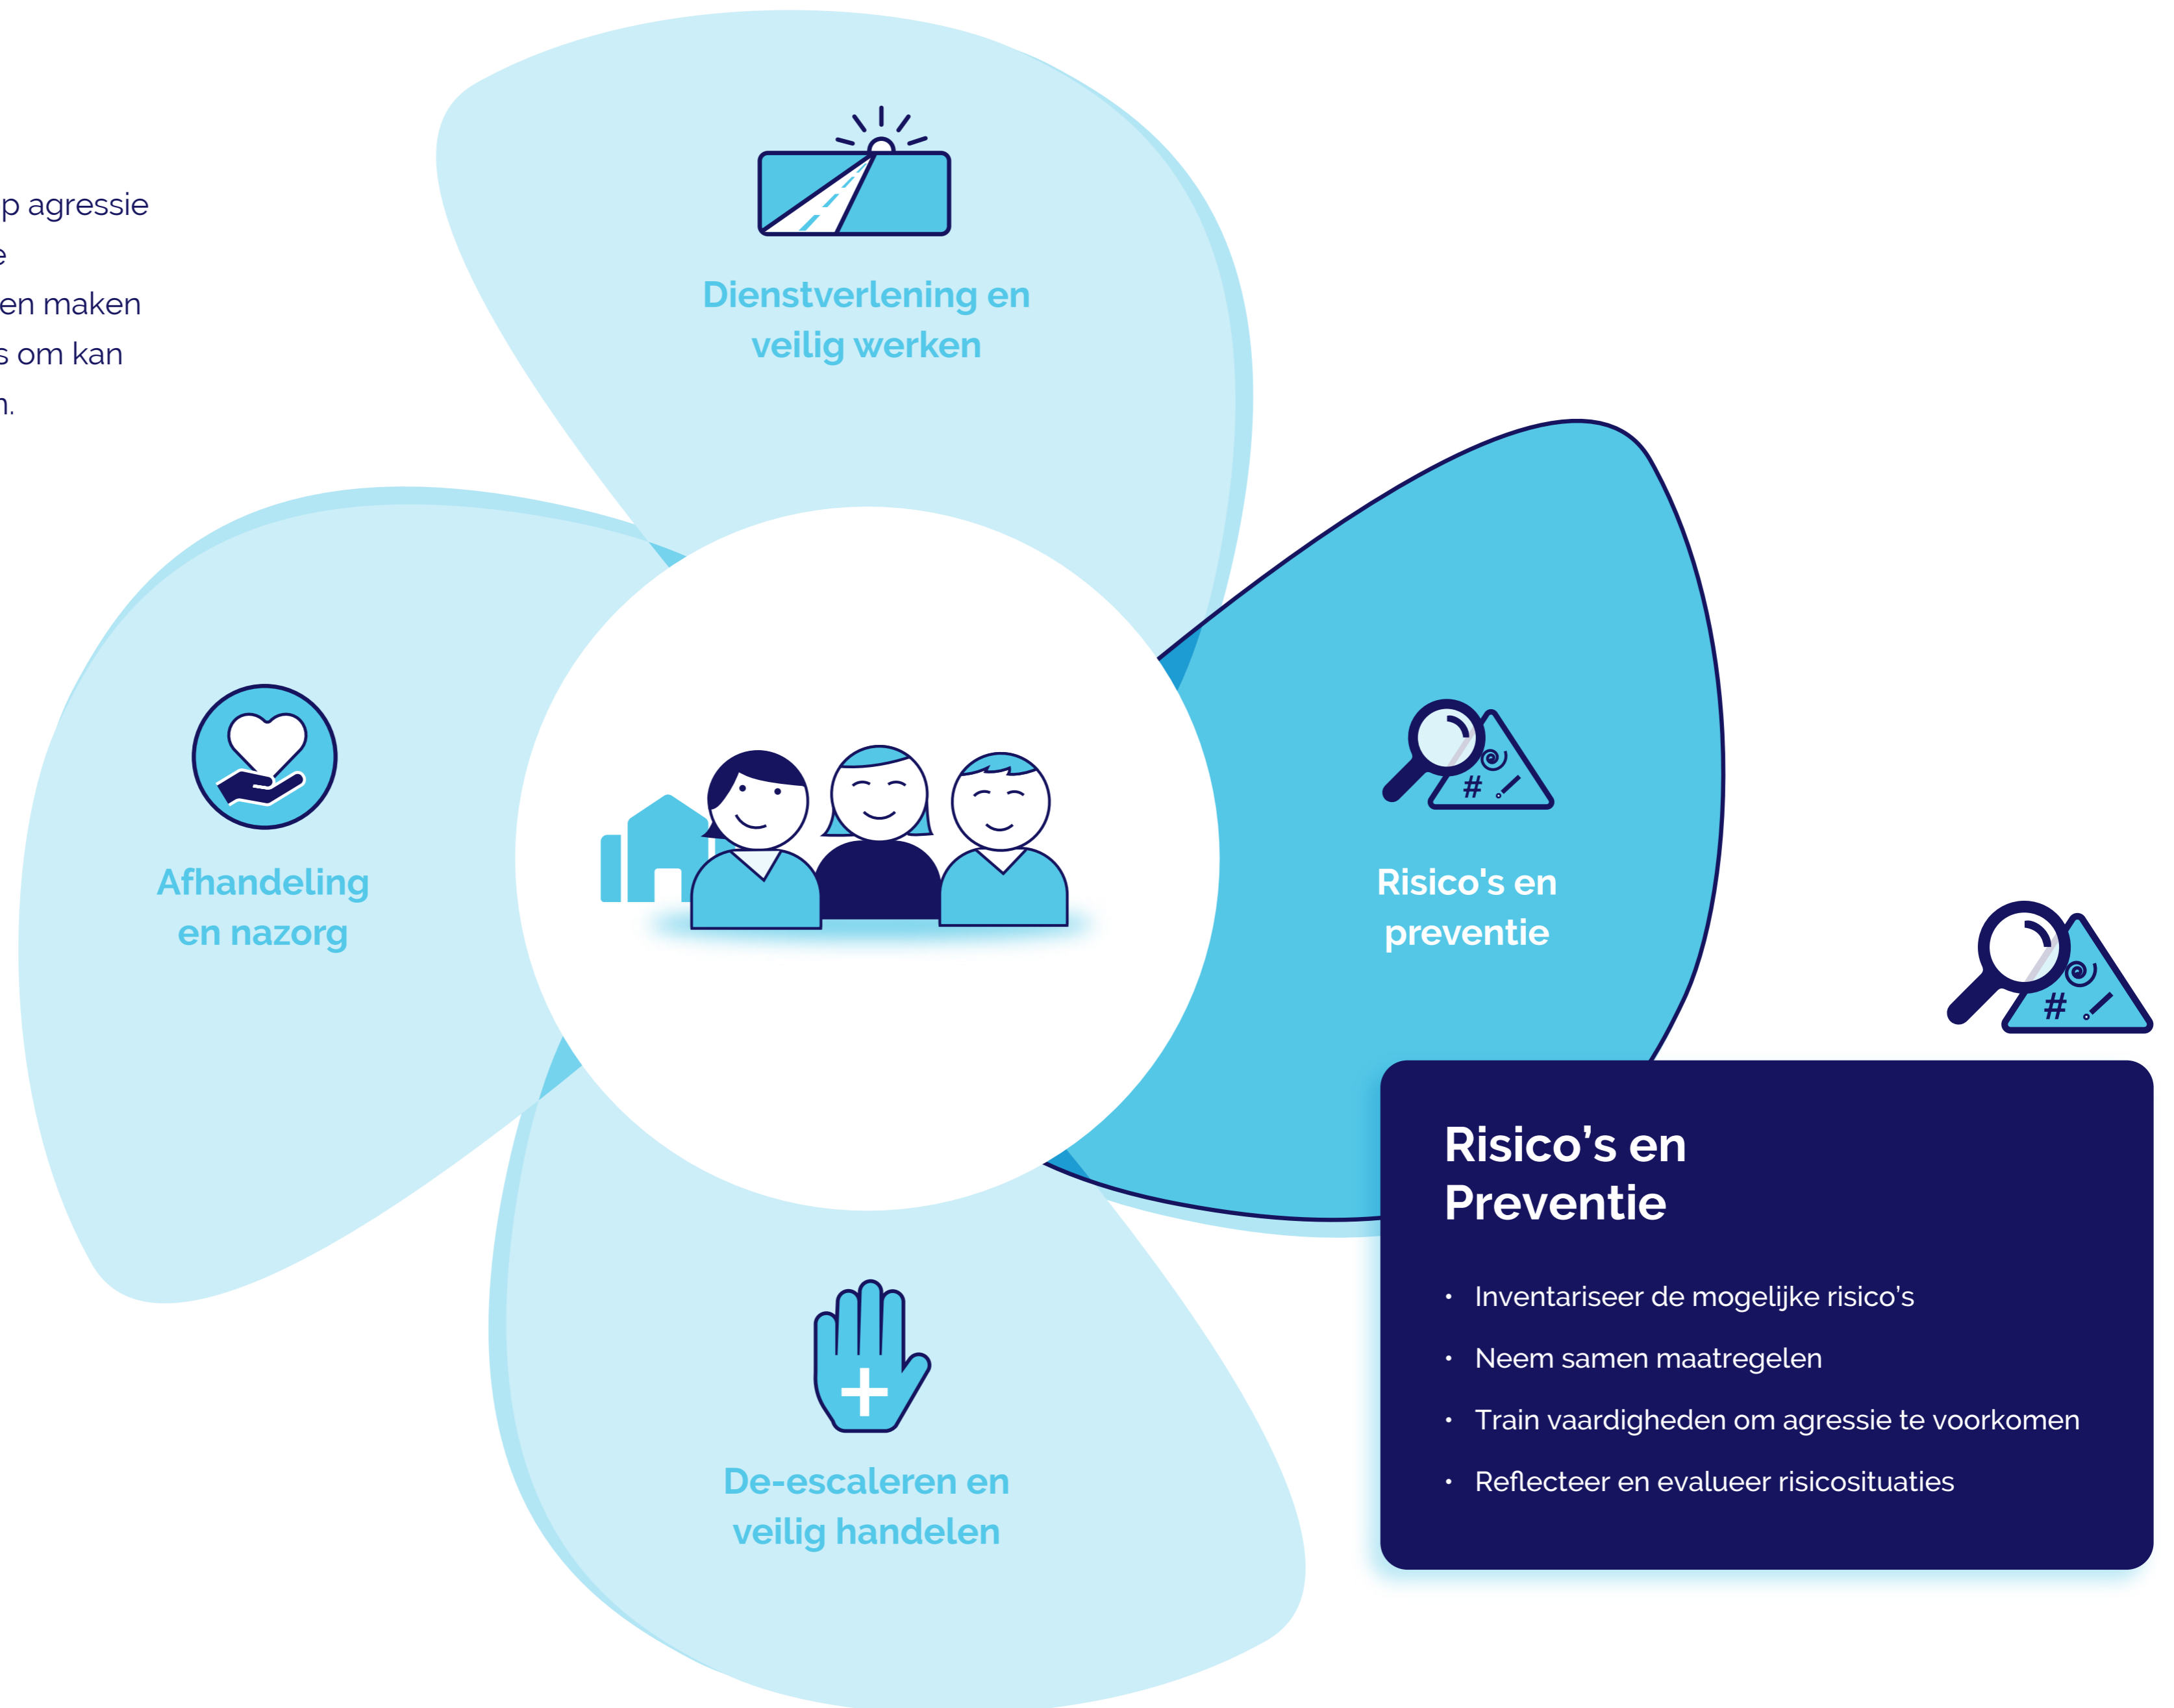 p agressie
e
en maken
s om kan
n.
Dienstverlening en
veilig werken
Afhandeling
en nazorg
Risico's en
preventie
De-escaleren en
veilig handelen
Risico’s en
Preventie
• Inventariseer de mogelijke risico’s
• Neem samen maatregelen
• Train vaardigheden om agressie te voorkomen
• Reflecteer en evalueer risicosituaties